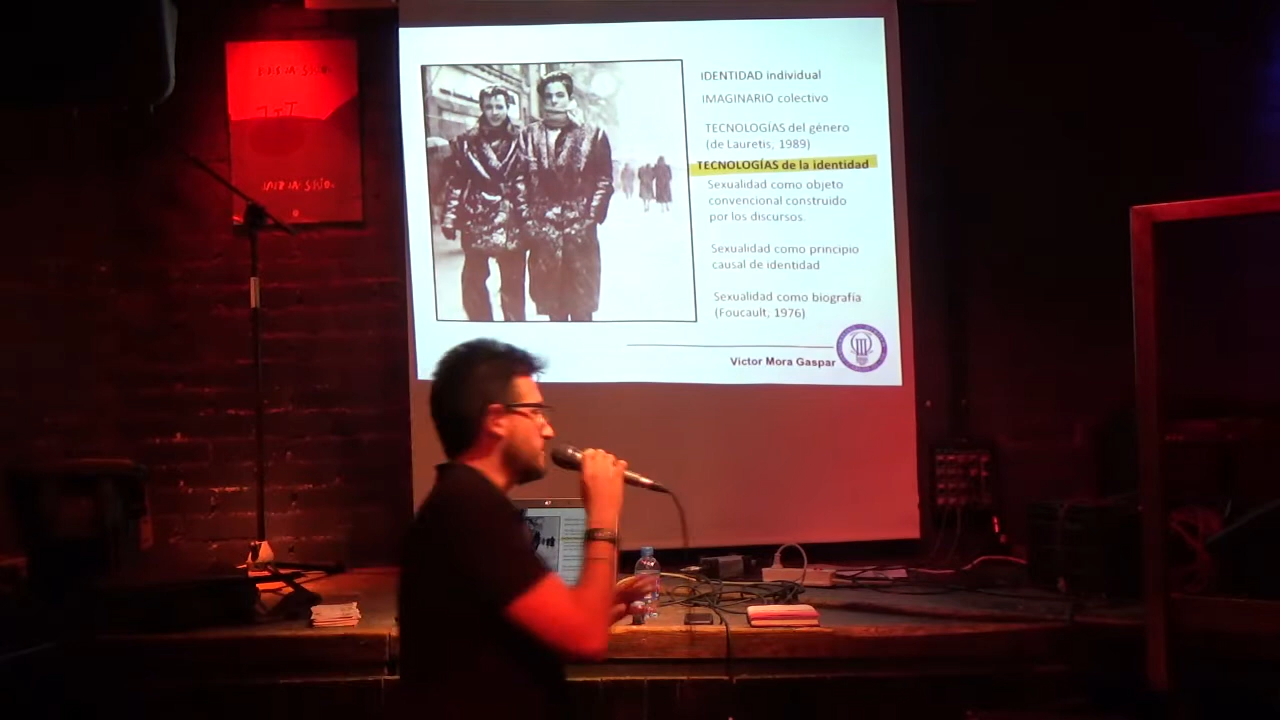 IDENTIDAD individual
IMAGINARIO colectivo
TECNOLOGÍAS del género
(de Lauretis, 1989)
TECNOLOGÍAS de la identidad
Sexualidad como objeto
convencional construido
por los discursos.
Sexualidad como principio
causal de identidad
Sexualidad como biografía
(Foucault, 1976)
Victor Mora Gaspar